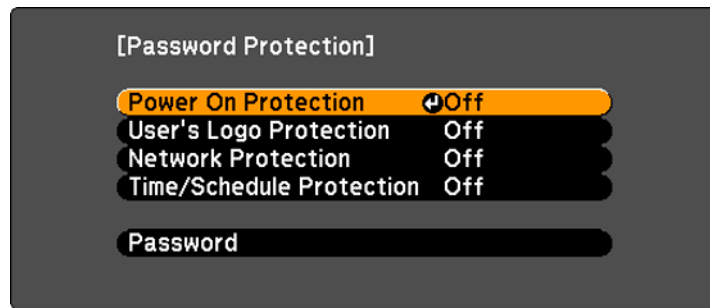 [Password Protection]
Power On Protection Off
User's Logo Protection Off
Network Protection Off
Time/Schedule Protection Off
Password